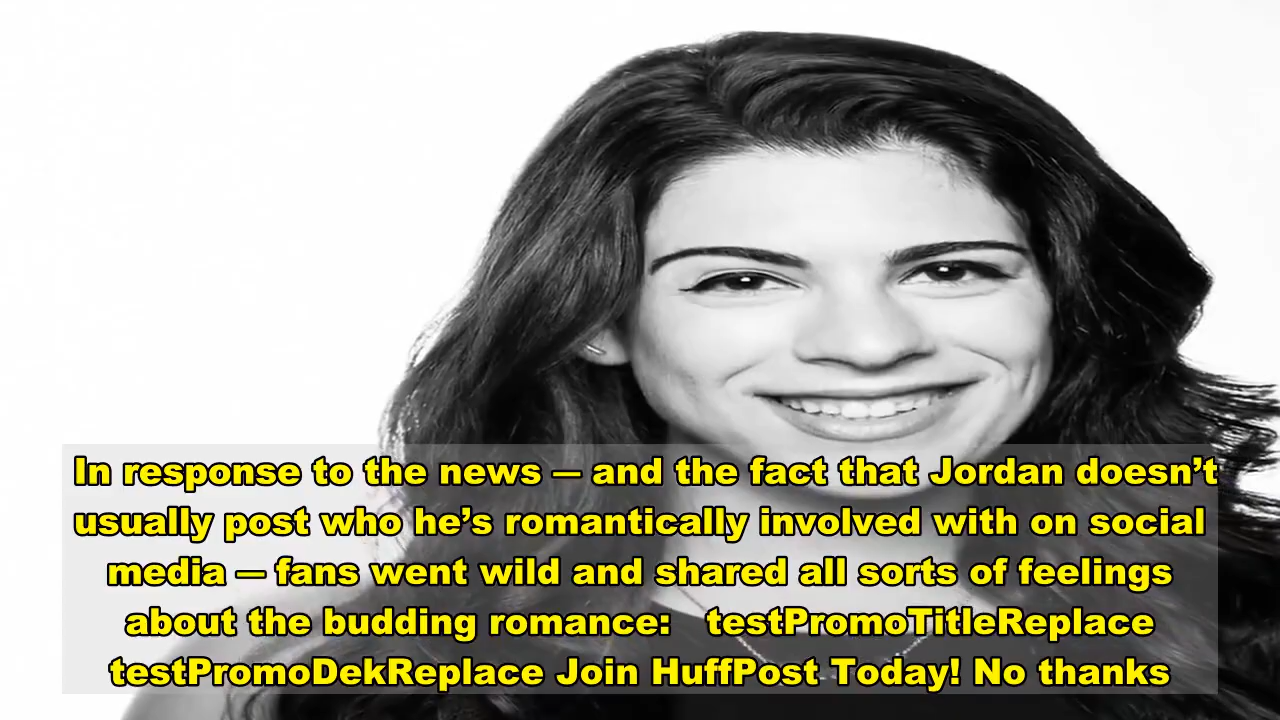 In response to the news — and the fact that Jordan doesn’t
usually post who he’s romantically involved with on social
media — fans went wild and shared all sorts of feelings
about the budding romance: testPromoTitleReplace
testPromoDekReplace Join HuffPost Today! No thanks